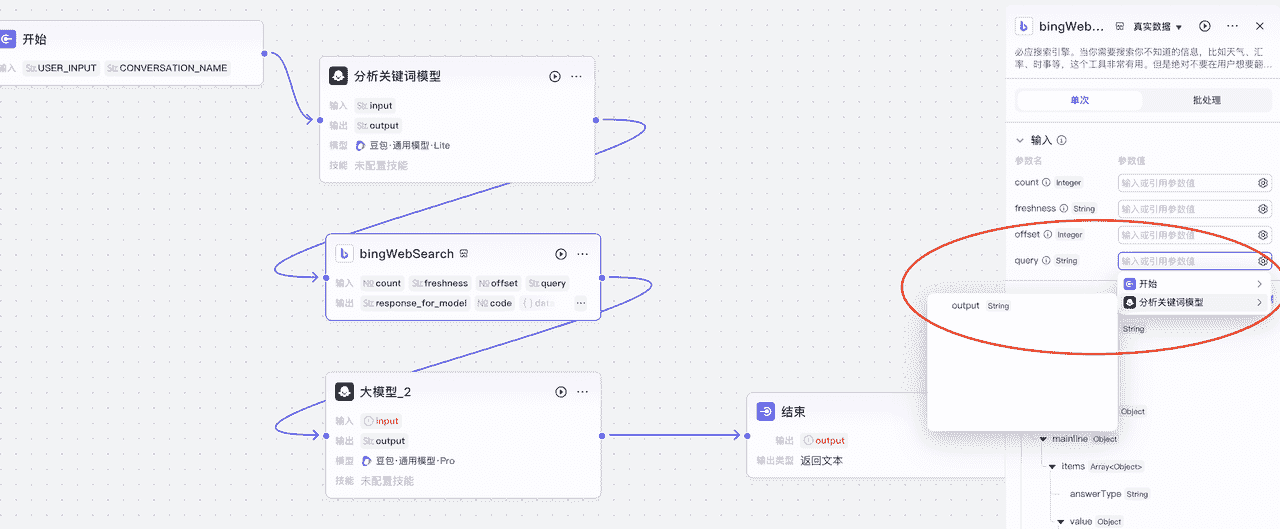 开始
输入 Str. USER_INPUT Str. CONVERSATION_NAME
分析关键词模型
输入 Str. input
输出 Str. output
模型 豆包·通用模型·Lite
技能 未配置技能
bingWebSearch
输入 count Str. freshness offset Str. query
输出 Str. response_for_model code data
大模型_2
输入 input
输出 Str. output
模型 豆包·通用模型·Pro
技能 未配置技能
结束
输出 output
输出类型 返回文本
bingWeb... 真实数据
必应搜索引擎。当你需要搜索你不知道的信息，比如天气、汇
率、时事等，这个工具非常有用。但是绝对不要在用户想要翻...
单次 批处理
输入
参数名 参数值
count Integer 输入或引用参数值
freshness String 输入或引用参数值
offset Integer 输入或引用参数值
query String 输入或引用参数值
开始
分析关键词模型
output String
String
Object
mainline Object
items Array<Object>
answerType String
value Object